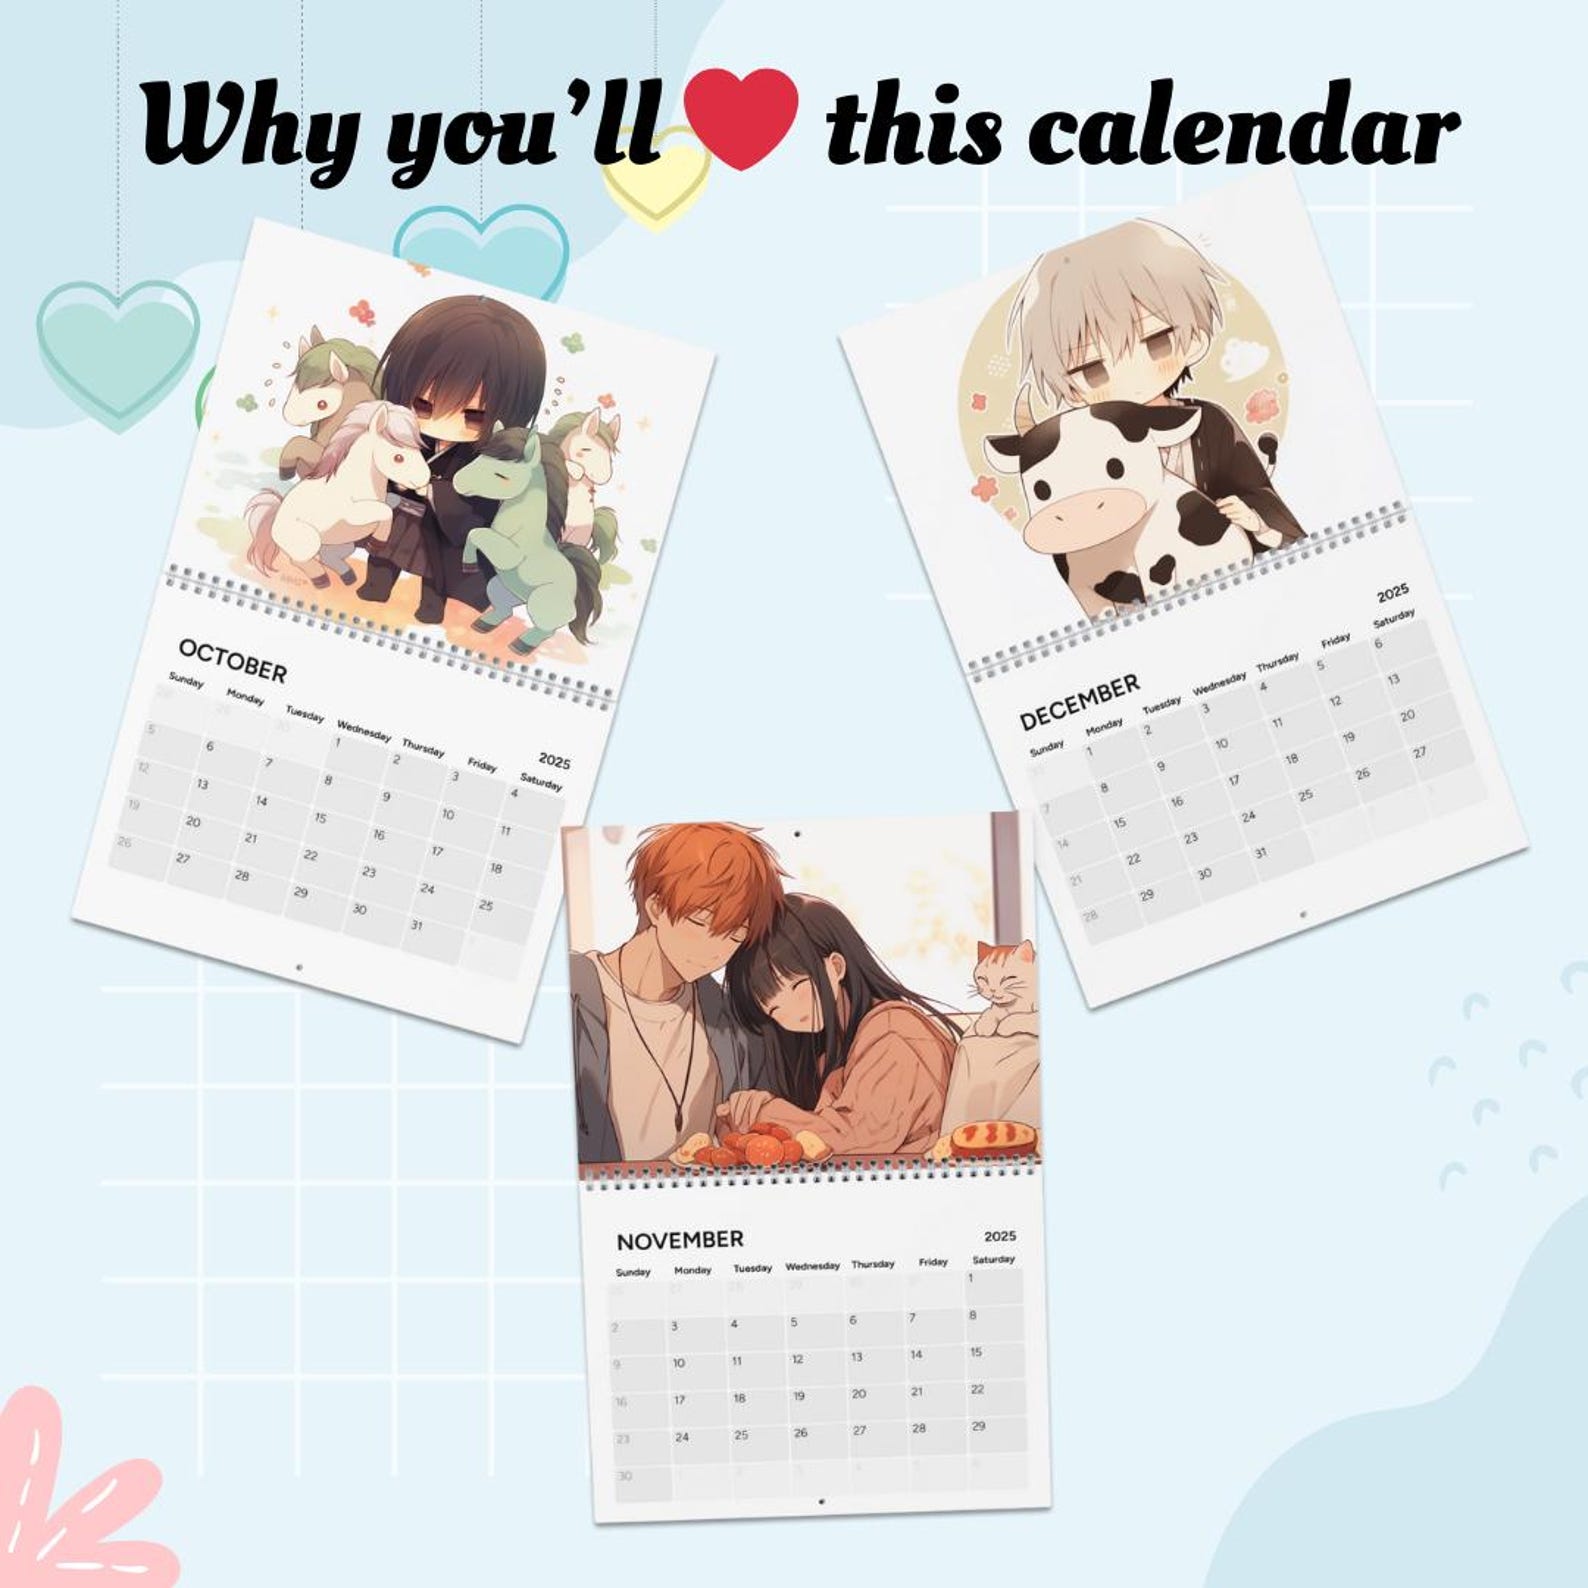 Why you'll ❤ this calendar
OCTOBER
2025
Sunday Monday Tuesday Wednesday Thursday Friday Saturday
1 2 3 4
5 6 7 8 9 10 11
12 13 14 15 16 17 18
19 20 21 22 23 24 25
26 27 28 29 30 31
DECEMBER
2025
Sunday Monday Tuesday Wednesday Thursday Friday Saturday
1 2 3 4 5 6
7 8 9 10 11 12 13
14 15 16 17 18 19 20
21 22 23 24 25 26 27
28 29 30 31
NOVEMBER 2025
Sunday Monday Tuesday Wednesday Thursday Friday Saturday
1
2 3 4 5 6 7 8
9 10 11 12 13 14 15
16 17 18 19 20 21 22
23 24 25 26 27 28 29
30